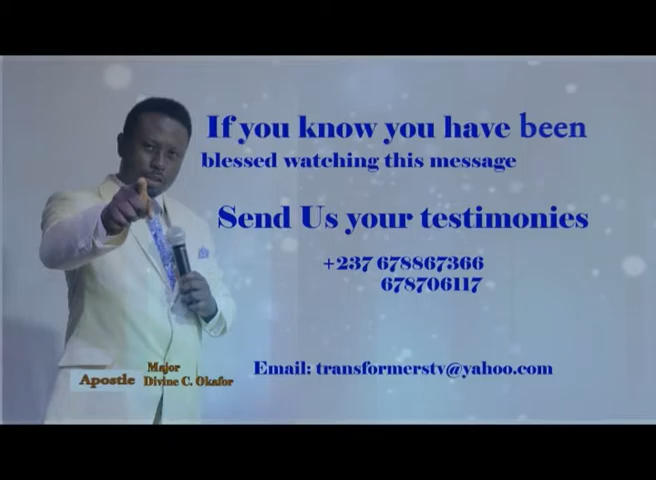 If you know you have been
blessed watching this message
Send Us your testimonies
+237 678867366
678706117
Email: transformerstv@yahoo.com
Major
Apostle Divine C. Okafor